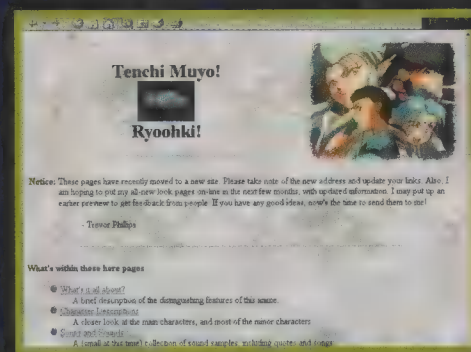 Tenchi Muyo!
Ryoohki!
Notice: These pages have recently moved to a new site. Please take note of the new address and update your links. Also, I
am hoping to put my all-new look pages on-line in the next few months, with updated information. I may put up an
earlier preview to get feedback from people. If you have any good ideas, now's the time to send them to me!
- Trevor Phillips
What's within these here pages
What's it all about?
A brief description of the distinguishing features of this anime.
Character Descriptions
A closer look at the main characters, and most of the minor characters
Songs and Sounds
A (small at this time) collection of sound samples, including quotes and songs